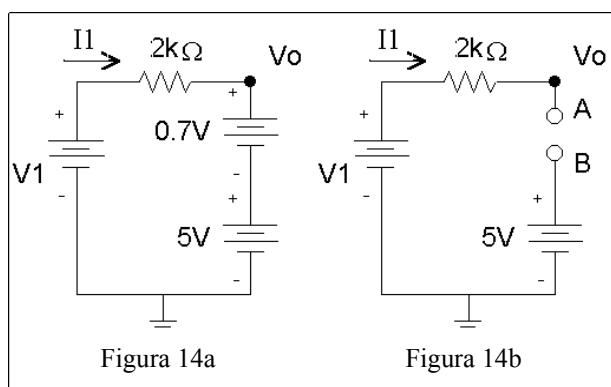 I1 2kΩ Vo
+ +
0.7V
V1 -
- +
5V
-
Figura 14a
I1 2kΩ Vo
+ A
B
V1
- +
5V
-
Figura 14b